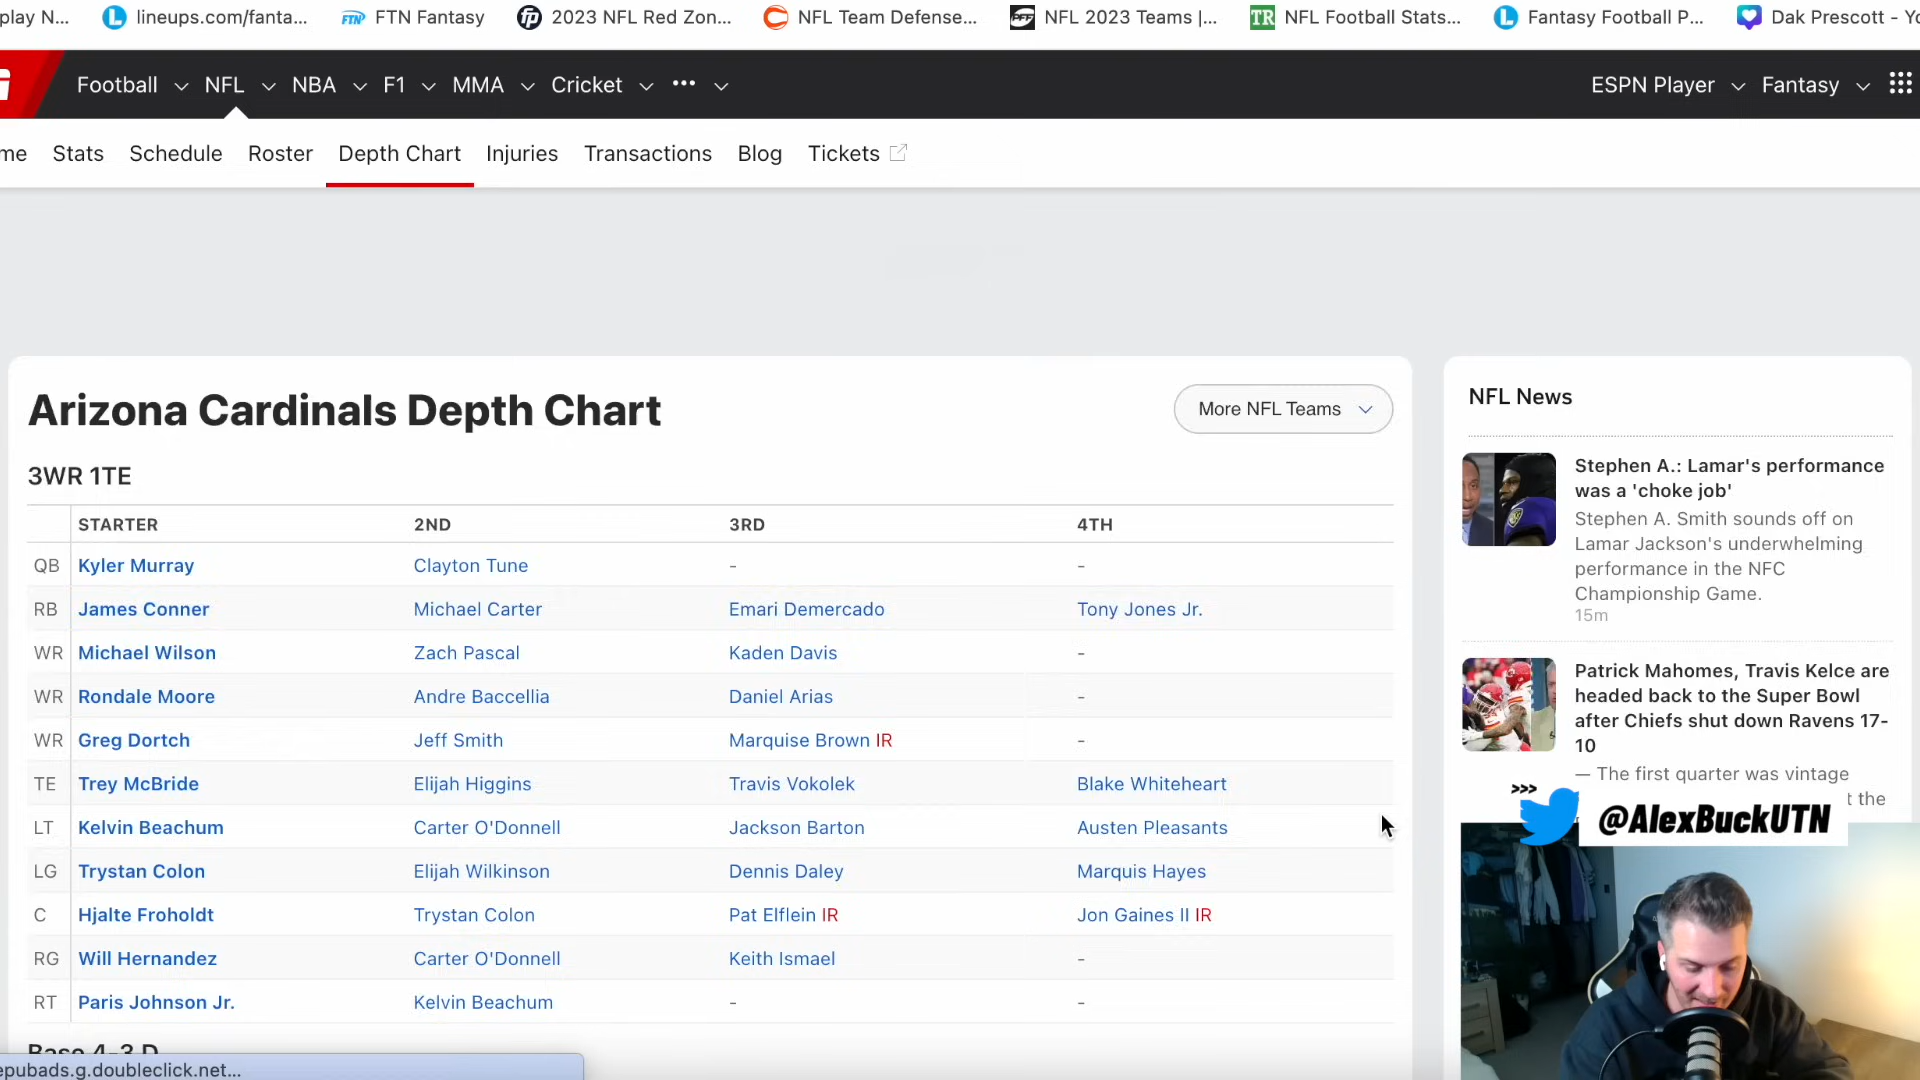 play N...
lineups.com/fanta...
FTN Fantasy
2023 NFL Red Zon...
NFL Team Defense...
PFF NFL 2023 Teams |...
TR NFL Football Stats...
Fantasy Football P...
Dak Prescott - Yo
Football NFL NBA F1 MMA Cricket ••• ESPN Player Fantasy
me Stats Schedule Roster Depth Chart Injuries Transactions Blog Tickets
Arizona Cardinals Depth Chart
More NFL Teams
3WR 1TE
STARTER 2ND 3RD 4TH
QB Kyler Murray Clayton Tune - -
RB James Conner Michael Carter Emari Demercado Tony Jones Jr.
WR Michael Wilson Zach Pascal Kaden Davis -
WR Rondale Moore Andre Baccellia Daniel Arias -
WR Greg Dortch Jeff Smith Marquise Brown IR -
TE Trey McBride Elijah Higgins Travis Vokolek Blake Whiteheart
LT Kelvin Beachum Carter O'Donnell Jackson Barton Austen Pleasants
LG Trystan Colon Elijah Wilkinson Dennis Daley Marquis Hayes
C Hjalte Froholdt Trystan Colon Pat Elflein IR Jon Gaines II IR
RG Will Hernandez Carter O'Donnell Keith Ismael -
RT Paris Johnson Jr. Kelvin Beachum - -
Base 4-3 D
epubads.g.doubleclick.net...
NFL News
Stephen A.: Lamar's performance
was a 'choke job'
Stephen A. Smith sounds off on
Lamar Jackson's underwhelming
performance in the NFC
Championship Game.
15m
Patrick Mahomes, Travis Kelce are
headed back to the Super Bowl
after Chiefs shut down Ravens 17-
10
— The first quarter was vintage
t the
>>>
@AlexBuckUTN